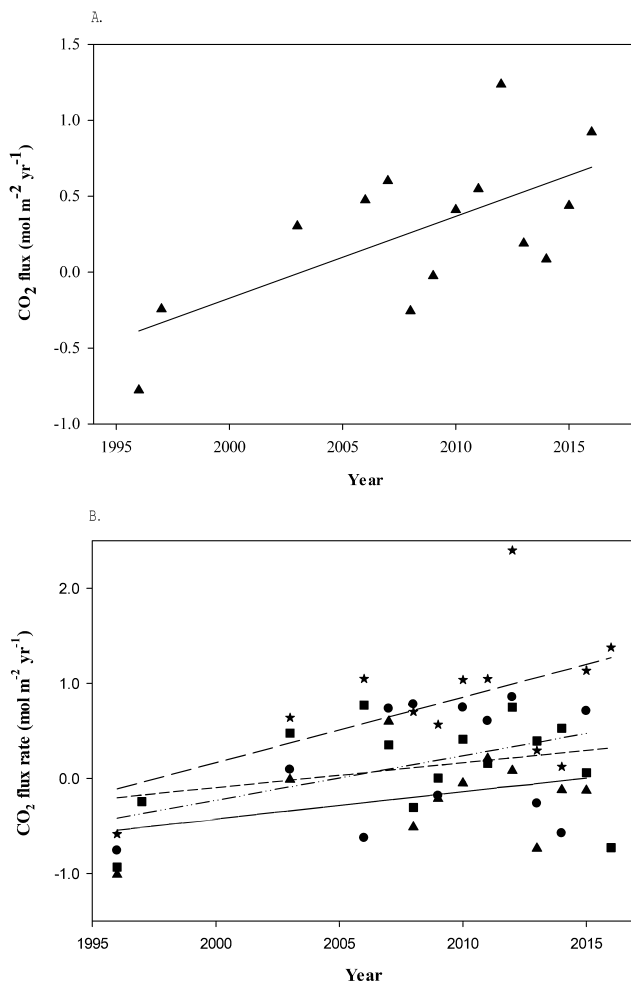 A.
CO2 flux (mol m-2 yr-1)
1.5
1.0
0.5
0.0
-0.5
-1.0
1995 2000 2005 2010 2015
Year
B.
CO2 flux rate (mol m-2 yr-1)
2.0
1.0
0.0
-1.0
1995 2000 2005 2010 2015
Year